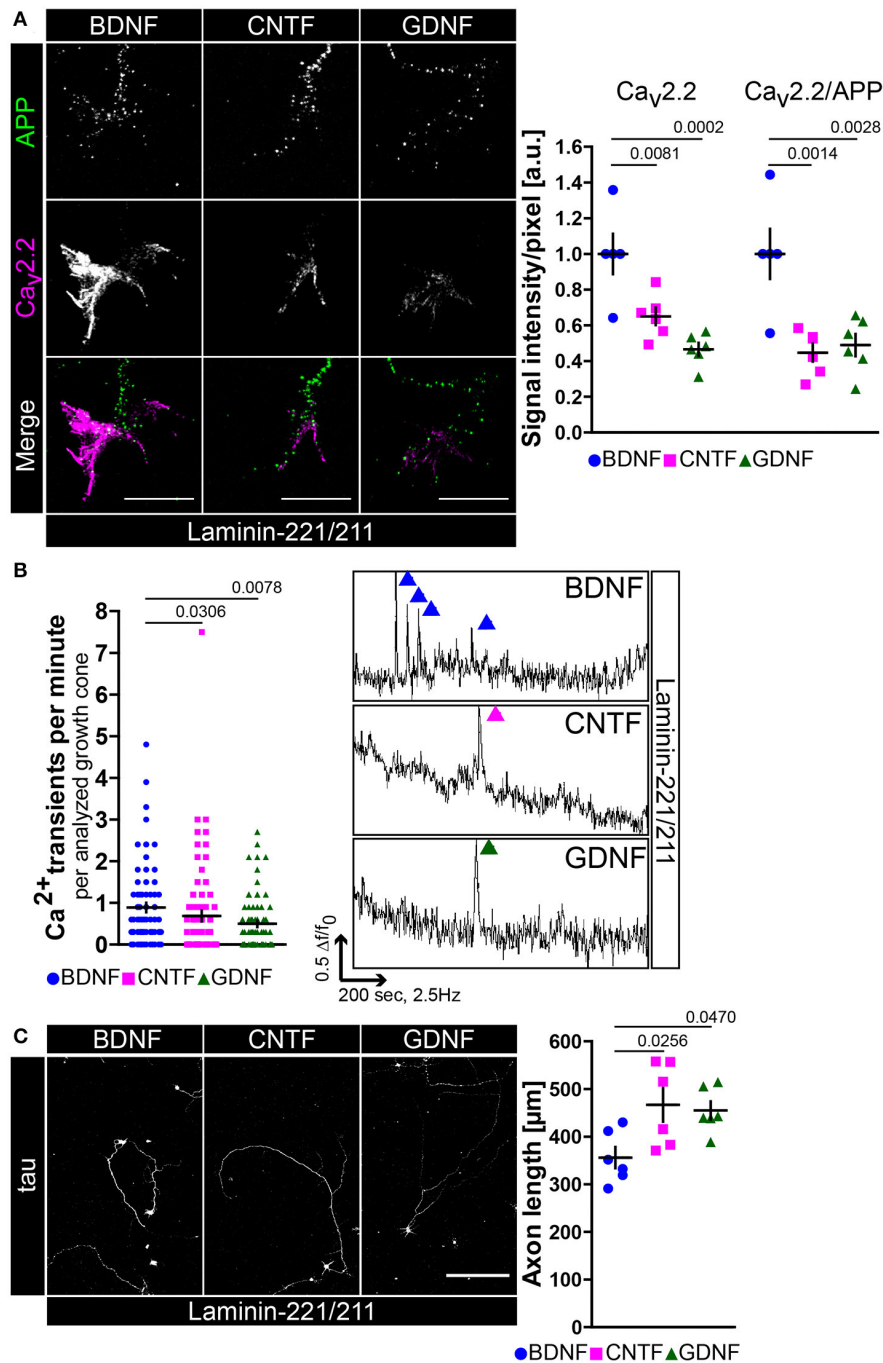 A
BDNF CNTF GDNF
APP
Cav2.2
Merge
Laminin-221/211
Cav2.2 Cav2.2/APP
0.0002 0.0028
0.0081 0.0014
Signal intensity/pixel [a.u.]
1.6
1.4
1.2
1.0
0.8
0.6
0.4
0.2
0.0
BDNF CNTF GDNF
B
0.0078
0.0306
Ca2+ transients per minute
per analyzed growth cone
8
7
6
5
4
3
2
1
0
BDNF CNTF GDNF
BDNF
CNTF
GDNF
Laminin-221/211
0.5 Δf/f0
200 sec, 2.5Hz
C
BDNF CNTF GDNF
tau
Laminin-221/211
0.0470
0.0256
Axon length [µm]
600
500
400
300
200
100
0
BDNF CNTF GDNF